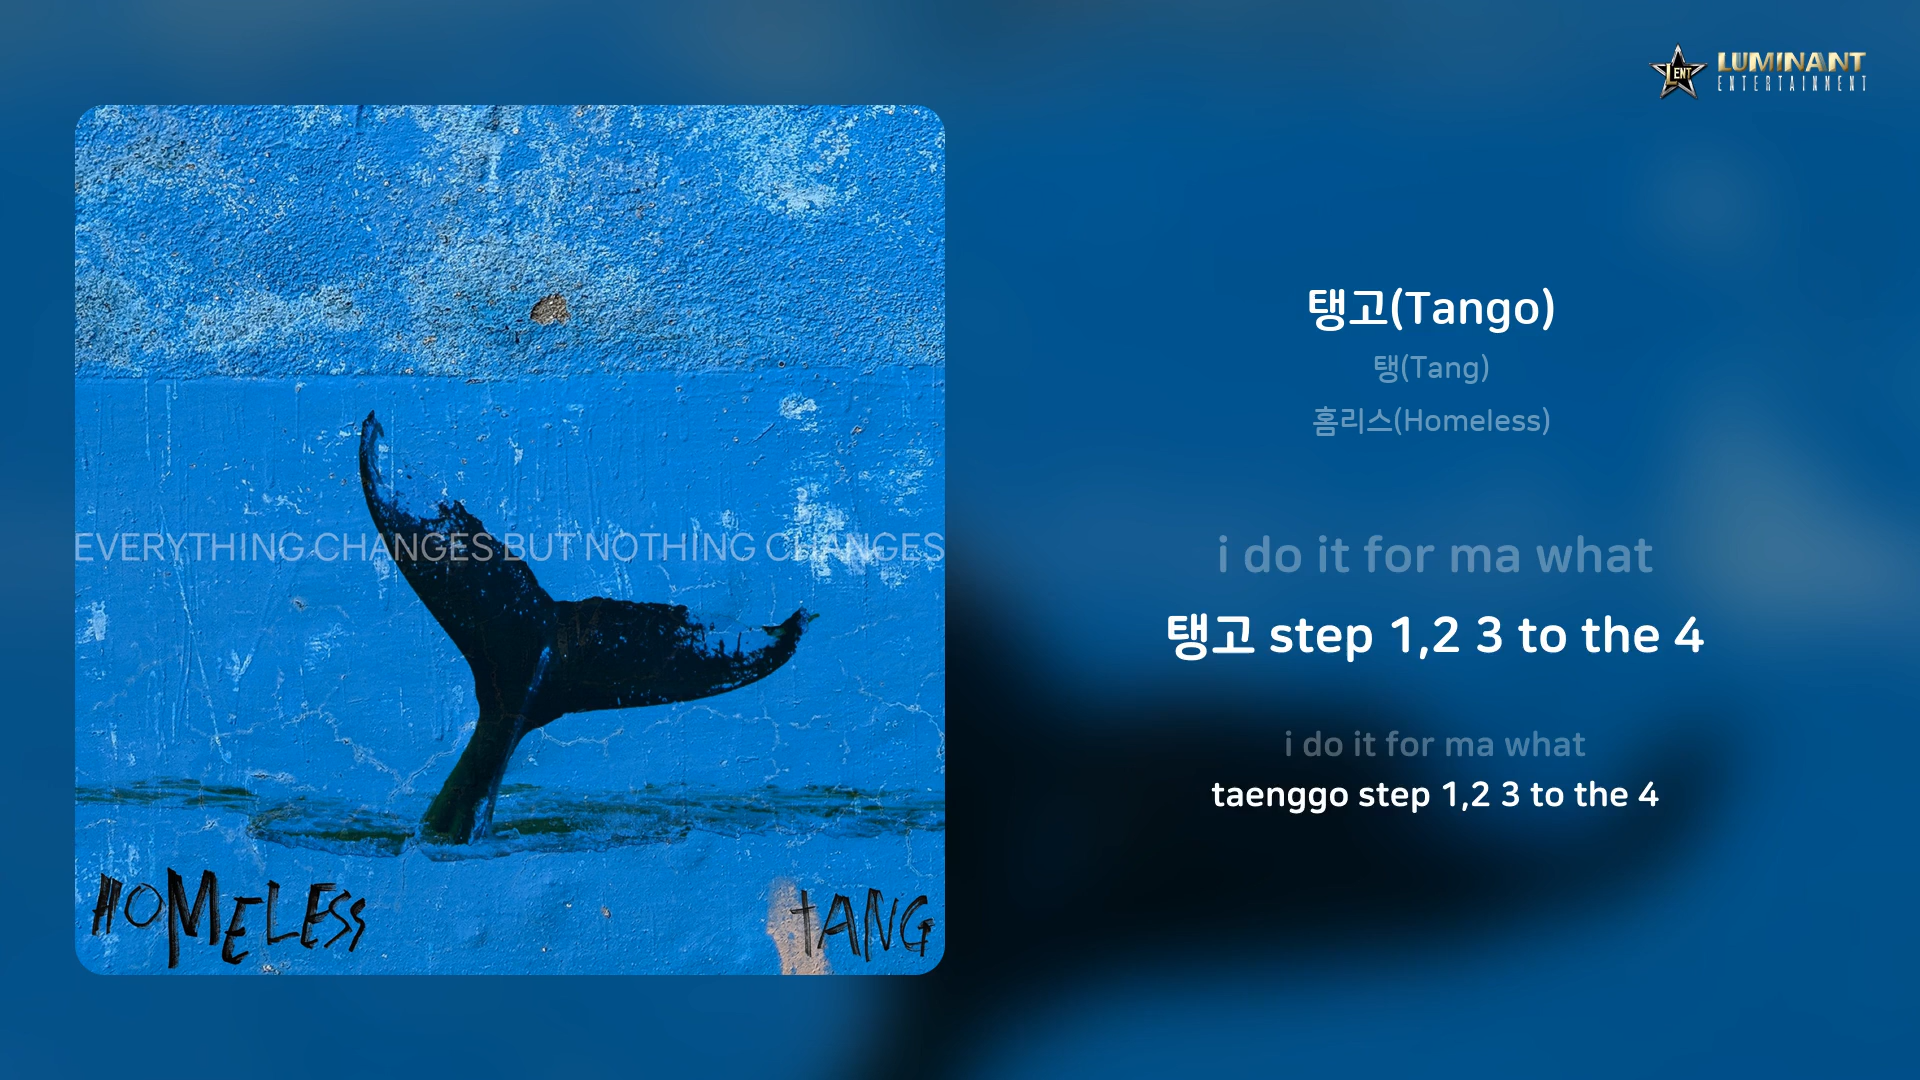 LENT
LUMINANT
ENTERTAINMENT
EVERYTHING CHANGES BUT NOTHING CHANGES
HOMELESS
tANG
탱고(Tango)
탱(Tang)
홈리스(Homeless)
i do it for ma what
탱고 step 1,2 3 to the 4
i do it for ma what
taenggo step 1,2 3 to the 4